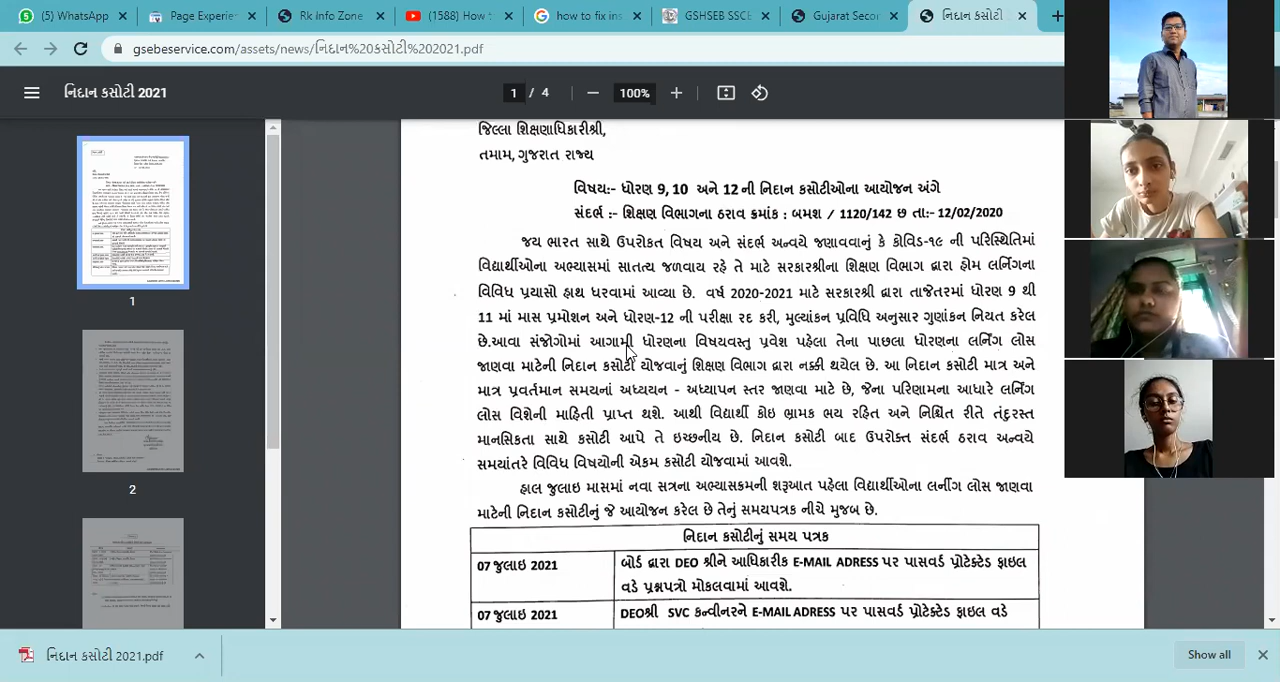 (5) WhatsApp
Page Experier
Rk Info Zone
(1588) How t
how to fix ins
GSHSEB SSCE
Gujarat Secor
નિદાન કસોટી
gsebeservice.com/assets/news/નિદાન%20કસોટી%202021.pdf
નિદાન કસોટી 2021
1 / 4
100%
જિલ્લા શિક્ષણાધિકારીશ્રી,
તમામ, ગુજરાત રાજ્ય
વિષય:- ધોરણ 9, 10 અને 12 ની નિદાન કસોટીઓના આયોજન અંગે
સંદર્ભ :- શિક્ષણ વિભાગના ઠરાવ ક્રમાંક : બમશ / 1120/142 છ તા:- 12/02/2020
જય ભારત સાથે ઉપરોકત વિષય અને સંદર્ભ અન્વયે જણાવવાનું કે કોવિડ-૧૯ ની પરિસ્થિતિમાં
વિદ્યાર્થીઓના અભ્યાસમાં સાતત્ય જળવાય રહે તે માટે સરકારશ્રીના શિક્ષણ વિભાગ દ્વારા હોમ લર્નિંગના
વિવિધ પ્રયાસો હાથ ધરવામાં આવ્યા છે. વર્ષ 2020-2021 માટે સરકારશ્રી દ્વારા તાજેતરમાં ધોરણ 9 થી
11 માં માસ પ્રમોશન અને ધોરણ-12 ની પરીક્ષા રદ કરી, મુલ્યાંકન પ્રવિધિ અનુસાર ગુણાંકન નિયત કરેલ
છે.આવા સંજોગોમાં આગામી ધોરણના વિષયવસ્તુ પ્રવેશ પહેલા તેના પાછલા ધોરણના લર્નિંગ લોસ
જાણવા માટેની નિદાન કસોટી યોજવાનું શિક્ષણ વિભાગ દ્વારા નક્કી થયેલ છે. આ નિદાન કસોટી માત્ર અને
માત્ર પ્રવર્તમાન સમયનાં અધ્યયન - અધ્યાપન સ્તર જાણવા માટે છે, જેના પરિણામના આધારે લર્નિંગ
લોસ વિશેની માહિતી પ્રાપ્ત થશે. આથી વિદ્યાર્થી કોઇ ભાર વગર રહિત અને નિશ્ચિત રીતે તંદુરસ્ત
માનસિકતા સાથે કસોટી આપે તે ઇચ્છનીય છે. નિદાન કસોટી બાદ ઉપરોક્ત સંદર્ભ ઠરાવ અન્વયે
સમયાંતરે વિવિધ વિષયોની એકમ કસોટી યોજવામાં આવશે.
હાલ જુલાઇ માસમાં નવા સત્રના અભ્યાસક્રમની શરૂઆત પહેલા વિદ્યાર્થીઓના લર્નીંગ લોસ જાણવા
માટેની નિદાન કસોટીનું જે આયોજન કરેલ છે તેનું સમયપત્રક નીચે મુજબ છે.
નિદાન કસોટીનું સમય પત્રક
07 જુલાઇ 2021 બોર્ડ દ્વારા DEO શ્રીને આધિકારીક E-MAIL ADRESS પર પાસવર્ડ પ્રોટેક્ટેડ ફાઇલ
વડે પ્રશ્નપત્રો મોકલવામાં આવશે.
07 જુલાઇ 2021 DEOશ્રી SVC કન્વીનરને E-MAIL ADRESS પર પાસવર્ડ પ્રોટેક્ટેડ ફાઇલ વડે
1
2
નિદાન કસોટી 2021.pdf
Show all